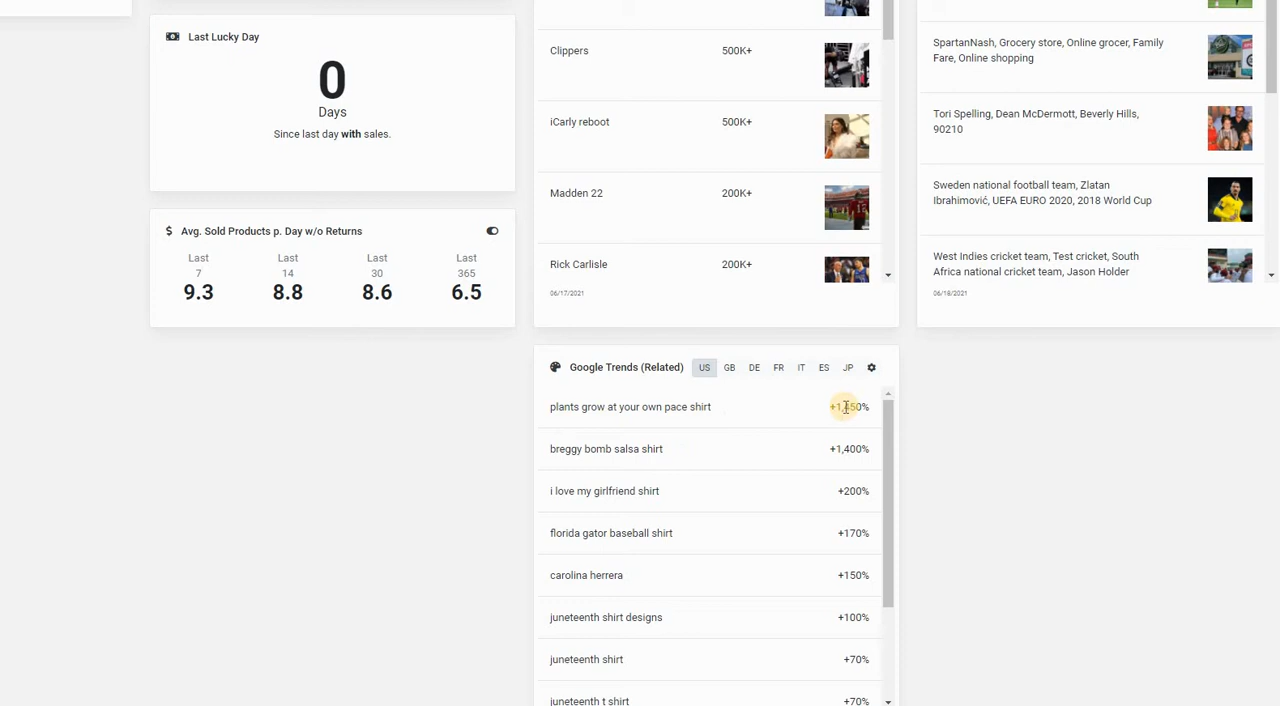 Last Lucky Day
0
Days
Since last day with sales.
$ Avg. Sold Products p. Day w/o Returns
Last Last Last Last
7 14 30 365
9.3 8.8 8.6 6.5
Clippers 500K+
iCarly reboot 500K+
Madden 22 200K+
Rick Carlisle 200K+
06/17/2021
SpartanNash, Grocery store, Online grocer, Family
Fare, Online shopping
Tori Spelling, Dean McDermott, Beverly Hills,
90210
Sweden national football team, Zlatan
Ibrahimović, UEFA EURO 2020, 2018 World Cup
West Indies cricket team, Test cricket, South
Africa national cricket team, Jason Holder
06/18/2021
Google Trends (Related) US GB DE FR IT ES JP
plants grow at your own pace shirt
breggy bomb salsa shirt +1,400%
i love my girlfriend shirt +200%
florida gator baseball shirt +170%
carolina herrera +150%
juneteenth shirt designs +100%
juneteenth shirt +70%
juneteenth t shirt +70%